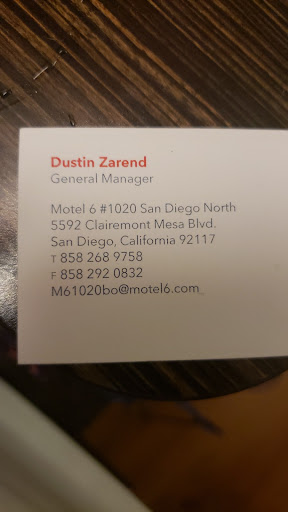 Dustin Zarend
General Manager
Motel 6 #1020 San Diego North
5592 Clairemont Mesa Blvd.
San Diego, California 92117
T 858 268 9758
F 858 292 0832
M61020bo@motel6.com